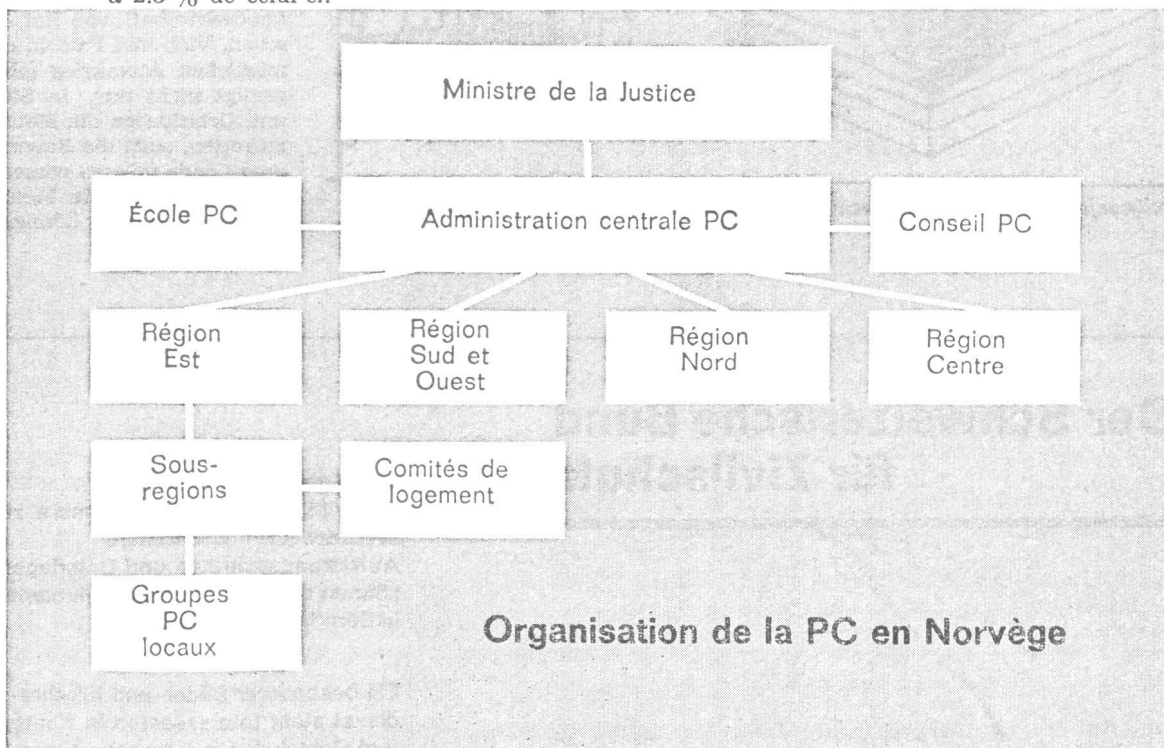 Ministre de la Justice
École PC
Administration centrale PC
Conseil PC
Région
Est
Région
Sud et
Ouest
Région
Nord
Région
Centre
Sous-
regions
Comités de
logement
Groupes
PC
locaux
Organisation de la PC en Norvège